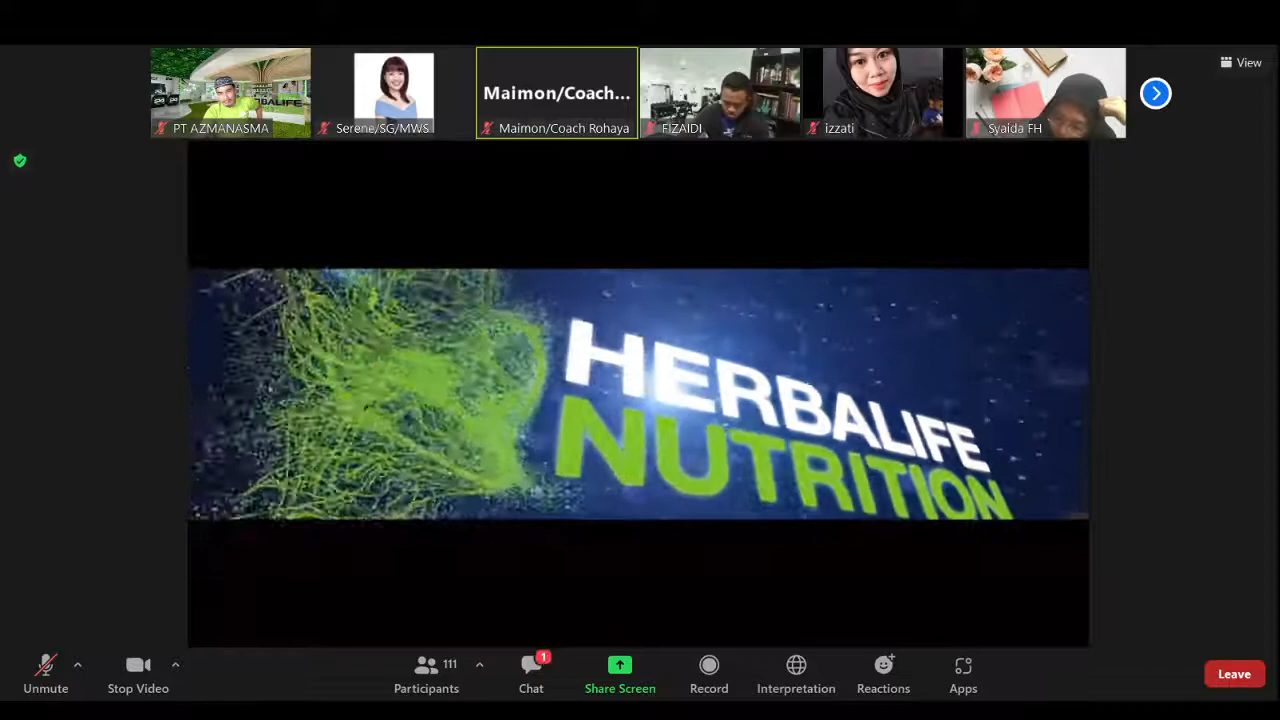 View
Maimon/Coach...
PT AZMANASMA
Serene/SG/MWS
Maimon/Coach Rohaya
FIZAIDI
izzati
Syaida FH
HERBALIFE
NUTRITION
111
1
Unmute
Stop Video
Participants
Chat
Share Screen
Record
Interpretation
Reactions
Apps
Leave